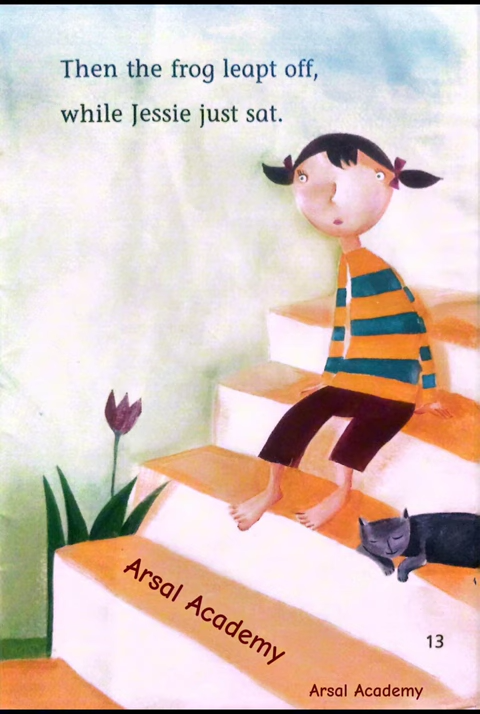 Then the frog leapt off,
while Jessie just sat.
Arsal Academy
13
Arsal Academy